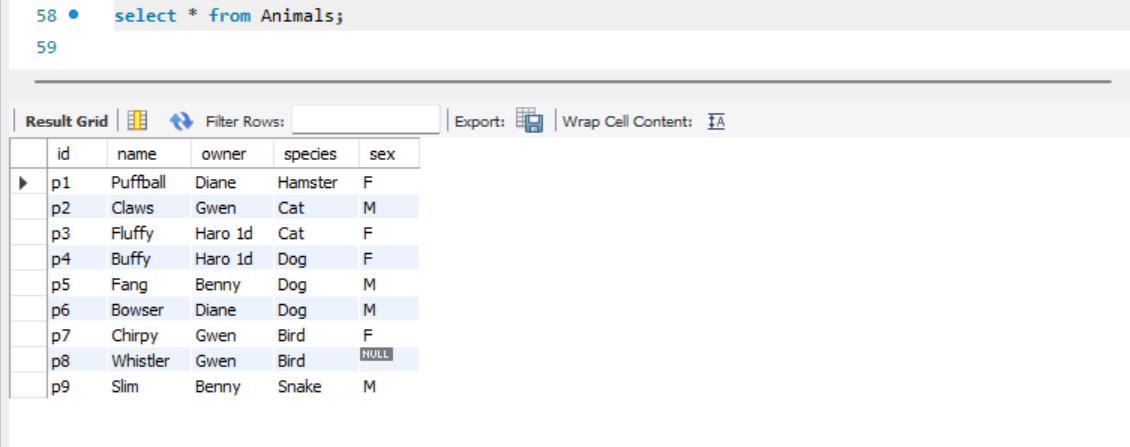 58 select * from Animals;
59
Result Grid Filter Rows: Export: Wrap Cell Content: IA
id name owner species sex
p1 Puffball Diane Hamster F
p2 Claws Gwen Cat M
p3 Fluffy Haro 1d Cat F
p4 Buffy Haro 1d Dog F
p5 Fang Benny Dog M
p6 Bowser Diane Dog M
p7 Chirpy Gwen Bird F
p8 Whistler Gwen Bird NULL
p9 Slim Benny Snake M